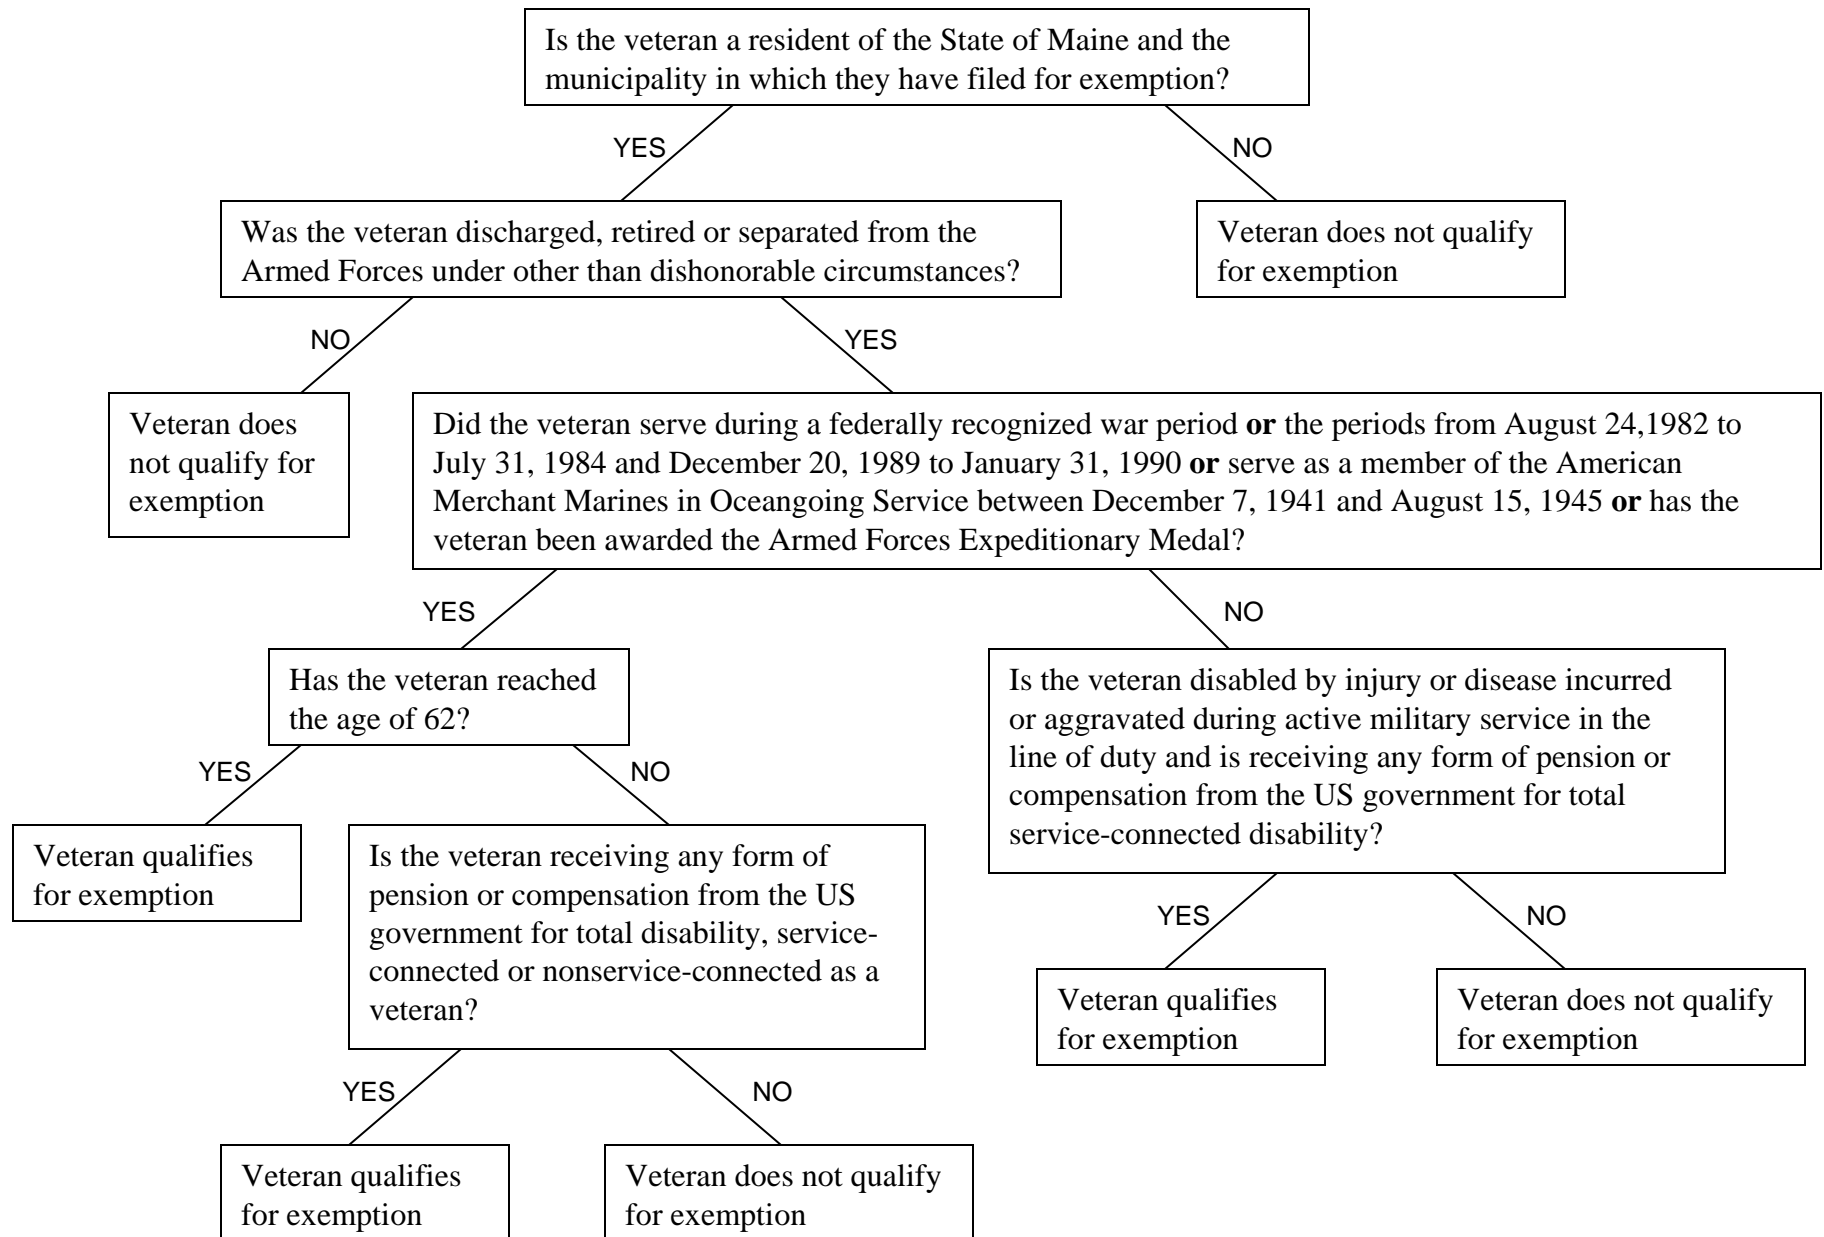 Is the veteran a resident of the State of Maine and the
municipality in which they have filed for exemption?
YES
NO
Was the veteran discharged, retired or separated from the
Armed Forces under other than dishonorable circumstances?
Veteran does not qualify
for exemption
NO
YES
Veteran does
not qualify for
exemption
Did the veteran serve during a federally recognized war period or the periods from August 24,1982 to
July 31, 1984 and December 20, 1989 to January 31, 1990 or serve as a member of the American
Merchant Marines in Oceangoing Service between December 7, 1941 and August 15, 1945 or has the
veteran been awarded the Armed Forces Expeditionary Medal?
YES
NO
Has the veteran reached
the age of 62?
Is the veteran disabled by injury or disease incurred
or aggravated during active military service in the
line of duty and is receiving any form of pension or
compensation from the US government for total
service-connected disability?
YES
NO
Veteran qualifies
for exemption
Is the veteran receiving any form of
pension or compensation from the US
government for total disability, service-
connected or nonservice-connected as a
veteran?
YES
NO
Veteran qualifies
for exemption
Veteran does not qualify
for exemption
YES
NO
Veteran qualifies
for exemption
Veteran does not qualify
for exemption